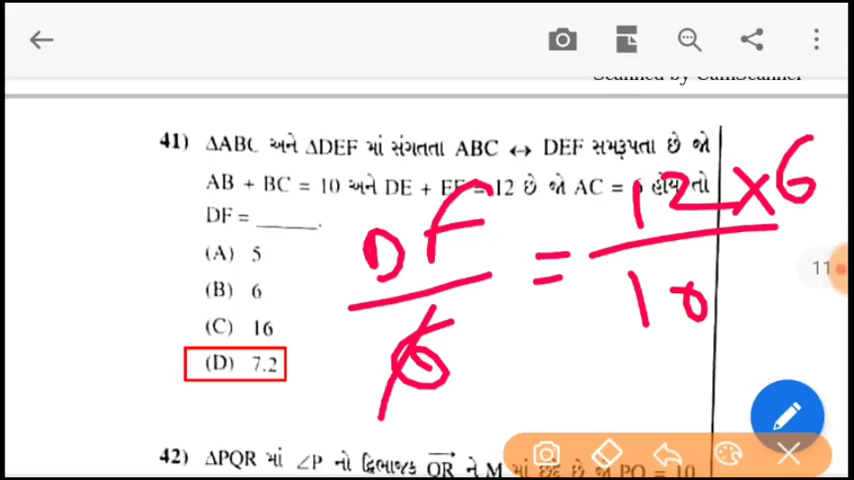 Scanned by CamScanner
41) ΔABC અને ΔDEF માં સંગતતા ABC ↔ DEF સમરૂપતા છે જો
AB + BC = 10 અને DE + EF = 12 છે જો AC = 6 હોય તો
DF = ______.
(A) 5
(B) 6
(C) 16
(D) 7.2
DF
6
=
12 × 6
10
11
42) ΔPQR માં ∠P નો દ્વિભાજક QR ને M માં છેદે છે જો PQ = 10